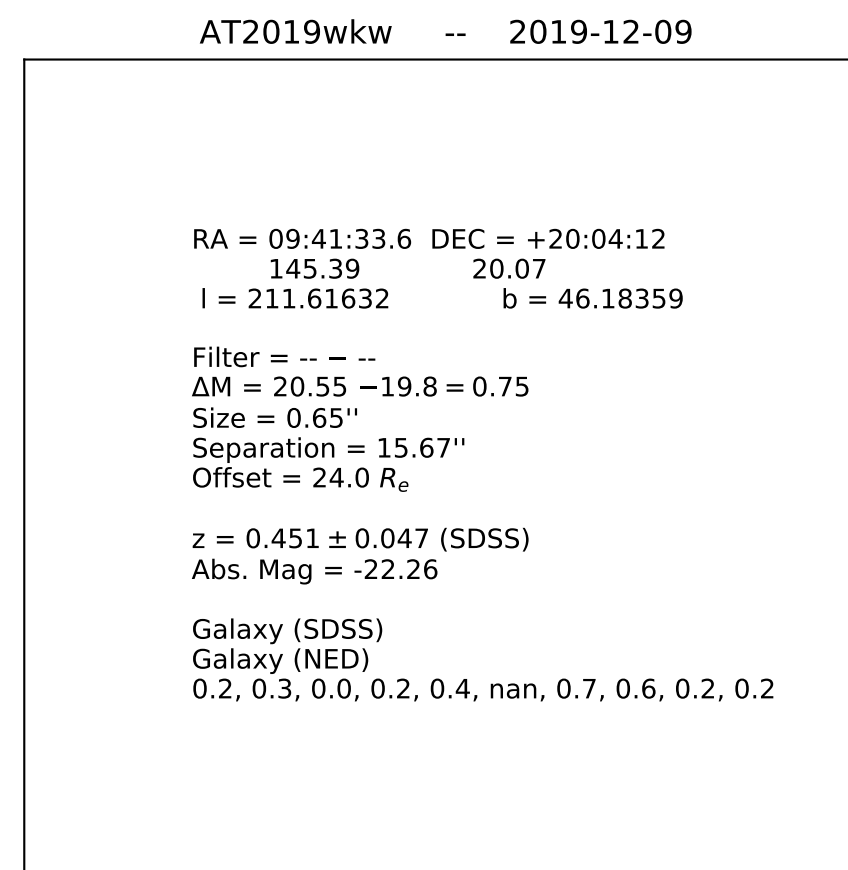 AT2019wkw -- 2019-12-09
RA = 09:41:33.6 DEC = +20:04:12
145.39 20.07
l = 211.61632 b = 46.18359
Filter = -- − --
ΔM = 20.55 −19.8 = 0.75
Size = 0.65''
Separation = 15.67''
Offset = 24.0 Rₑ
z = 0.451 ± 0.047 (SDSS)
Abs. Mag = -22.26
Galaxy (SDSS)
Galaxy (NED)
0.2, 0.3, 0.0, 0.2, 0.4, nan, 0.7, 0.6, 0.2, 0.2